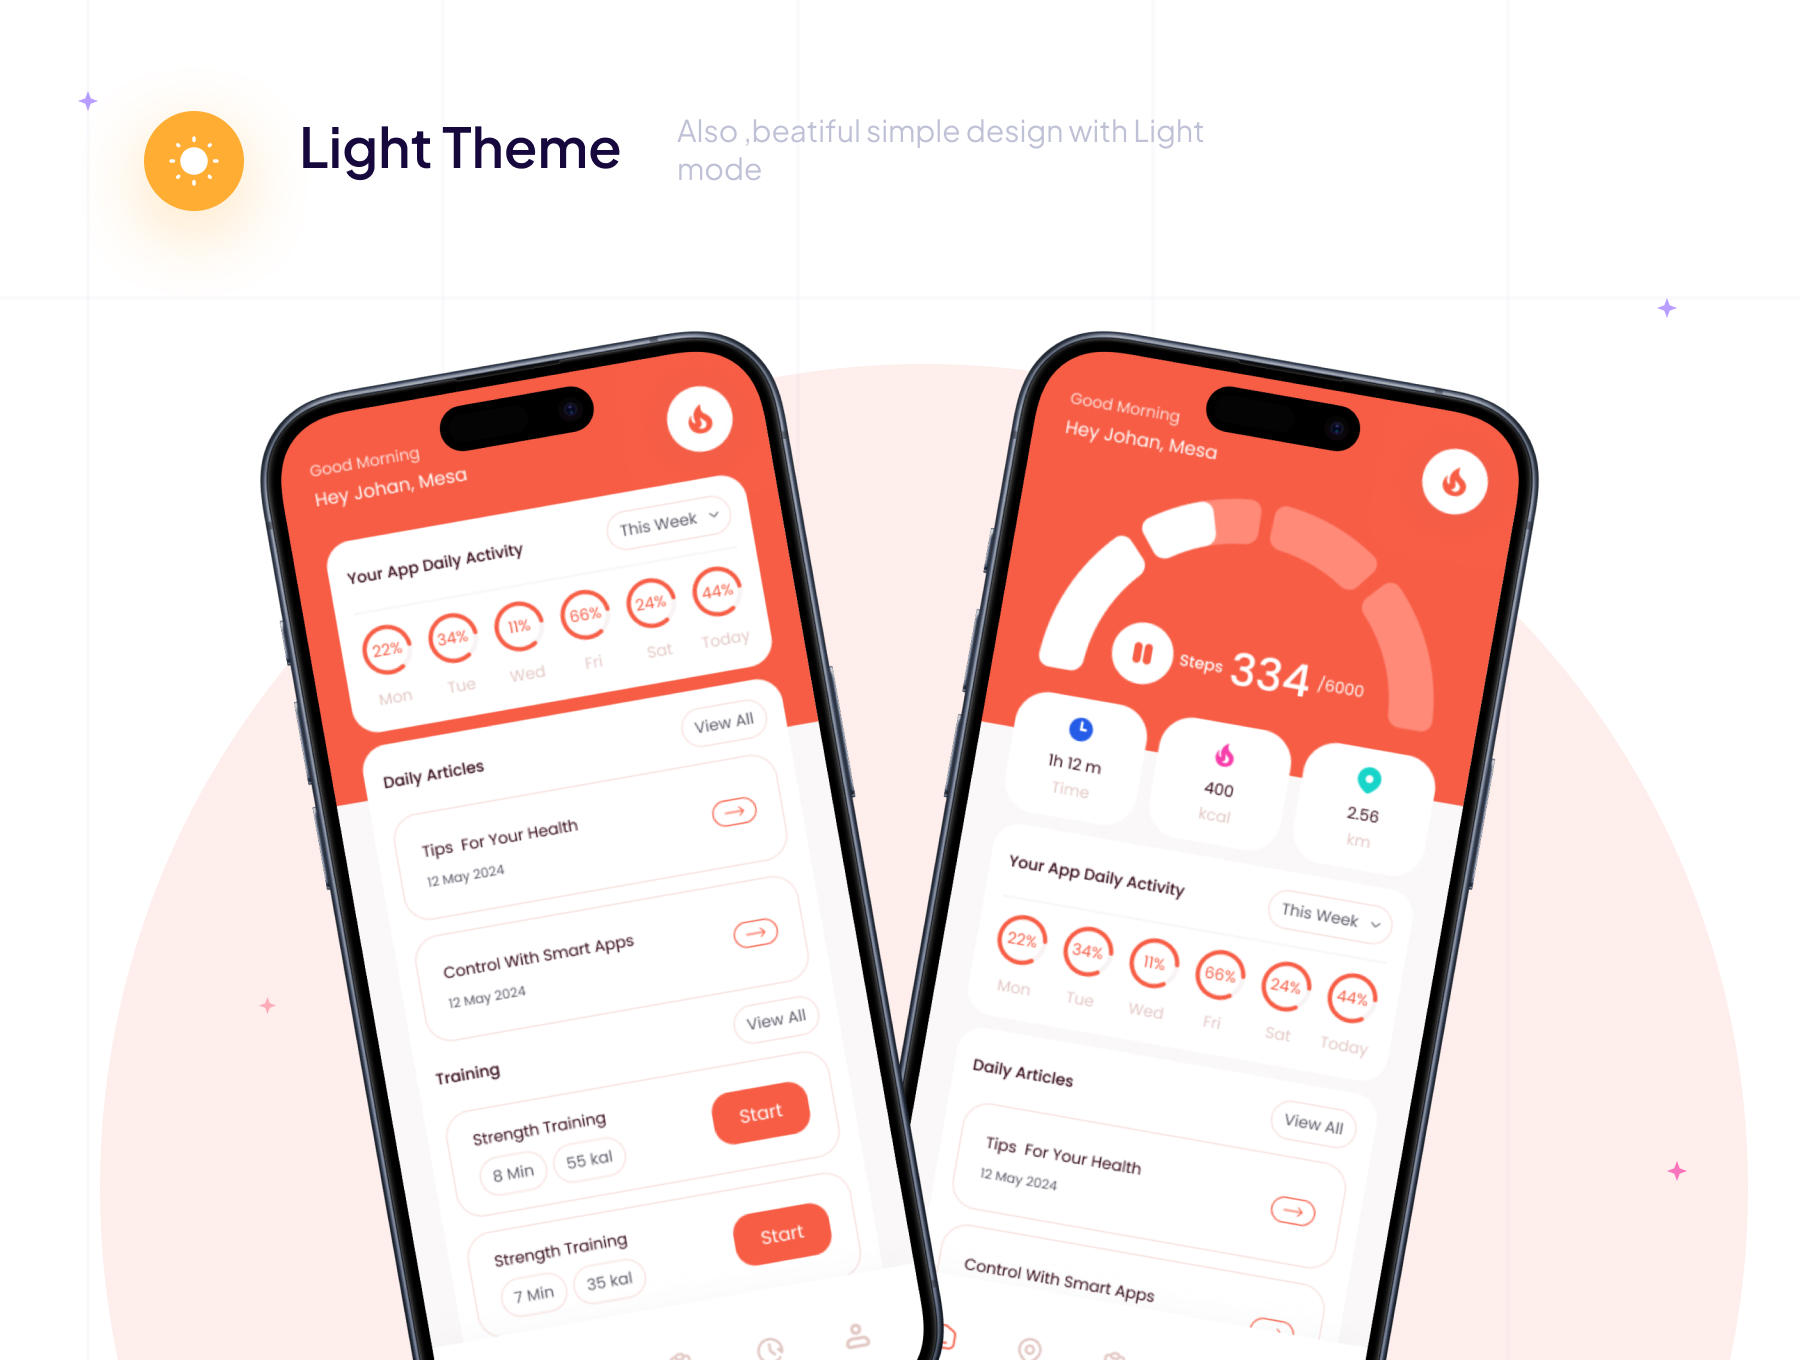 Light Theme
Also ,beatiful simple design with Light
mode
Good Morning
Hey Johan, Mesa
Your App Daily Activity
This Week
22%
34%
11%
66%
24%
44%
Mon
Tue
Wed
Fri
Sat
Today
Daily Articles
View All
Tips For Your Health
12 May 2024
Control With Smart Apps
12 May 2024
View All
Training
Strength Training
8 Min
55 kal
Start
Strength Training
7 Min
35 kal
Start
Good Morning
Hey Johan, Mesa
Steps 334 /6000
1h 12 m
Time
400
kcal
2.56
km
Your App Daily Activity
This Week
22%
34%
11%
66%
24%
44%
Mon
Tue
Wed
Fri
Sat
Today
Daily Articles
View All
Tips For Your Health
12 May 2024
Control With Smart Apps